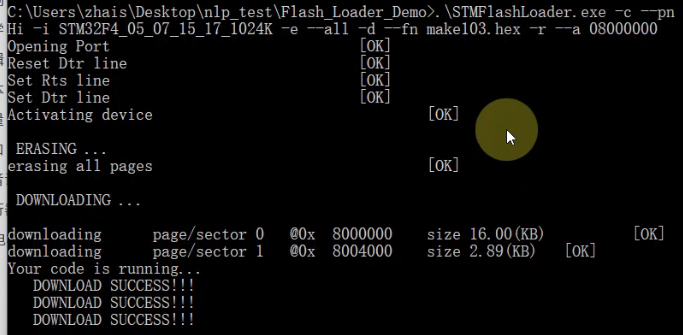 C:\Users\zhais\Desktop\nlp_test\Flash_Loader_Demo>.\STMFlashLoader.exe -c --pn
Hi -i STM32F4_05_07_15_17_1024K -e --all -d --fn make103.hex -r --a 08000000
Opening Port [OK]
Reset Dtr line [OK]
Set Rts line [OK]
Set Dtr line [OK]
Activating device [OK]
ERASING ...
erasing all pages [OK]
DOWNLOADING ...
downloading page/sector 0 @0x 8000000 size 16.00(KB) [OK]
downloading page/sector 1 @0x 8004000 size 2.89(KB) [OK]
Your code is running...
DOWNLOAD SUCCESS!!!
DOWNLOAD SUCCESS!!!
DOWNLOAD SUCCESS!!!